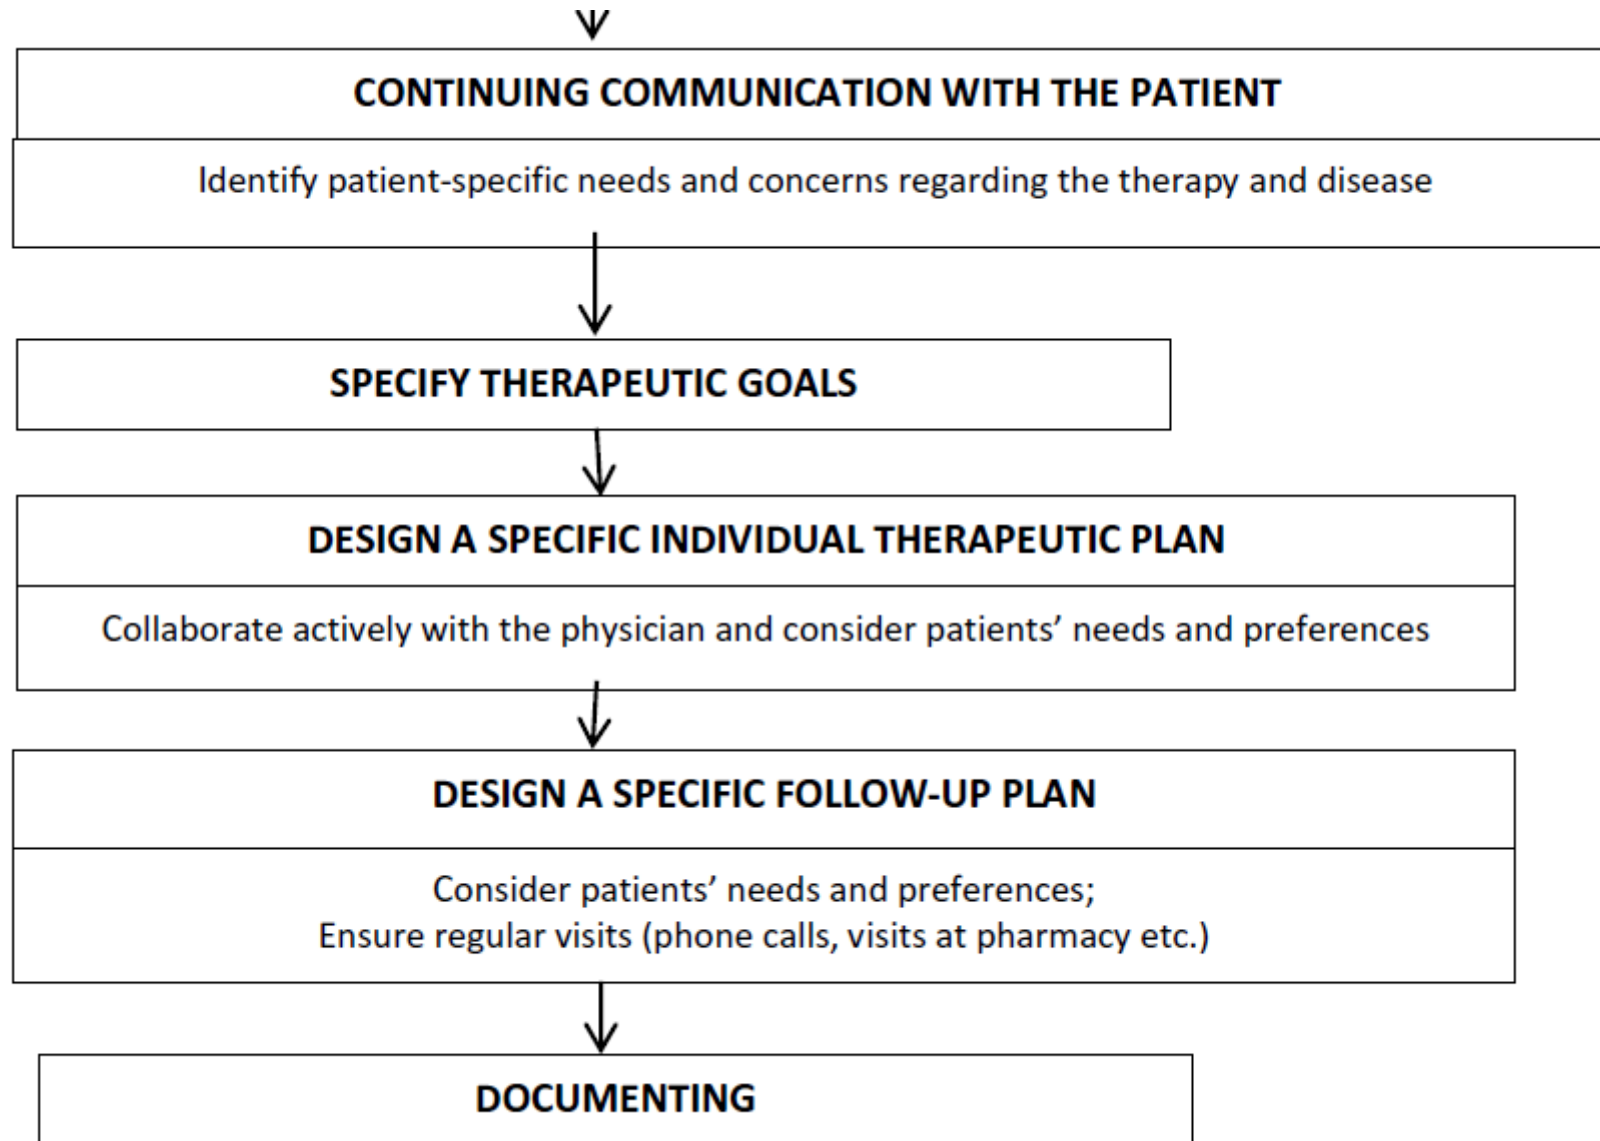 CONTINUING COMMUNICATION WITH THE PATIENT
Identify patient-specific needs and concerns regarding the therapy and disease
SPECIFY THERAPEUTIC GOALS
DESIGN A SPECIFIC INDIVIDUAL THERAPEUTIC PLAN
Collaborate actively with the physician and consider patients’ needs and preferences
DESIGN A SPECIFIC FOLLOW-UP PLAN
Consider patients’ needs and preferences;
Ensure regular visits (phone calls, visits at pharmacy etc.)
DOCUMENTING